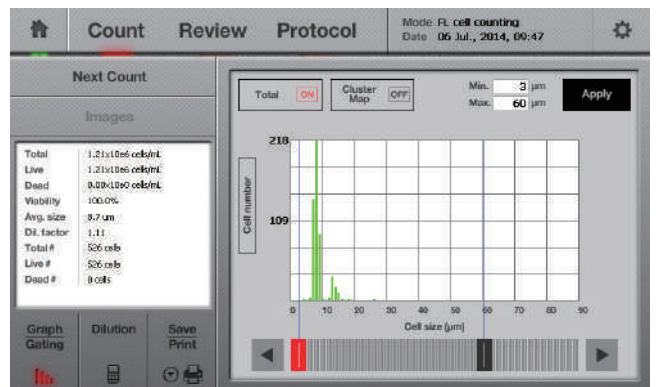 Count Review Protocol
Mode FL cell counting
Date 06 Jul., 2014, 09:47
Next Count
Images
Total 1.21x10e6 cells/mL
Live 1.21x10e6 cells/mL
Dead 0.00x10e0 cells/mL
Viability 100.0%
Avg. size 8.7 um
Dil. factor 1.11
Total # 526 cells
Live # 526 cells
Dead # 0 cells
Graph Gating
Dilution
Save Print
Total ON
Cluster Map OFF
Min. 3 μm
Max. 60 μm
Apply
218
109
Cell number
0 10 20 30 40 50 60 70 80 90
Cell size (μm)